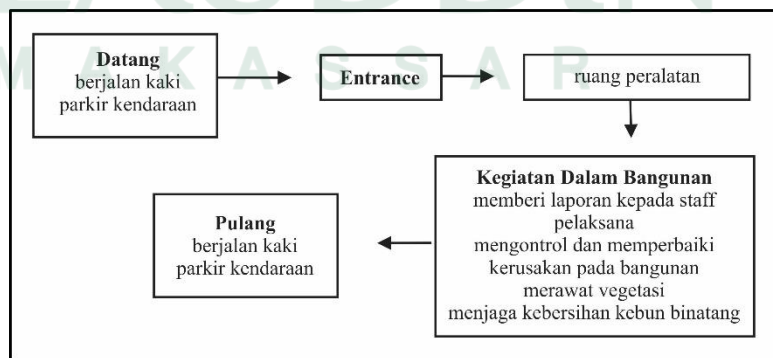 Datang
berjalan kaki
parkir kendaraan
Entrance
ruang peralatan
Kegiatan Dalam Bangunan
memberi laporan kepada staff
pelaksana
mengontrol dan memperbaiki
kerusakan pada bangunan
merawat vegetasi
menjaga kebersihan kebun binatang
Pulang
berjalan kaki
parkir kendaraan
MAKASSAR